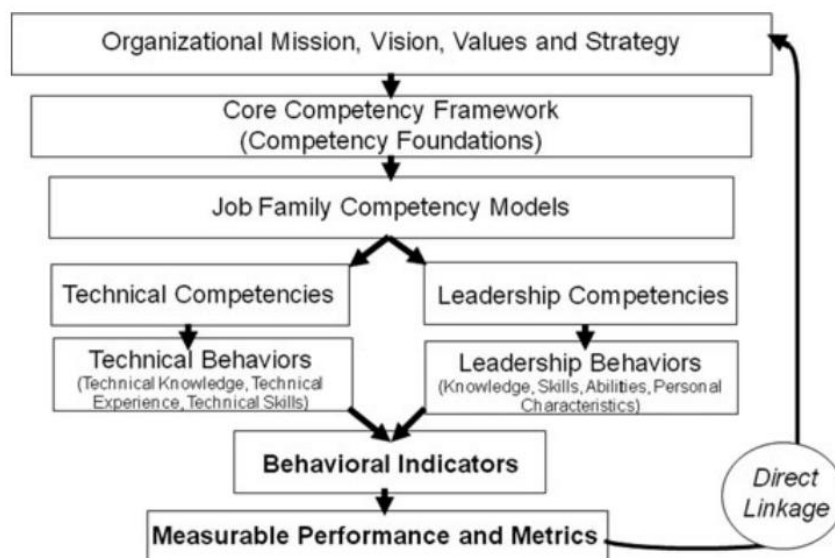 Organizational Mission, Vision, Values and Strategy
Core Competency Framework
(Competency Foundations)
Job Family Competency Models
Technical Competencies
Leadership Competencies
Technical Behaviors
(Technical Knowledge, Technical
Experience, Technical Skills)
Leadership Behaviors
(Knowledge, Skills, Abilities, Personal
Characteristics)
Behavioral Indicators
Direct
Linkage
Measurable Performance and Metrics